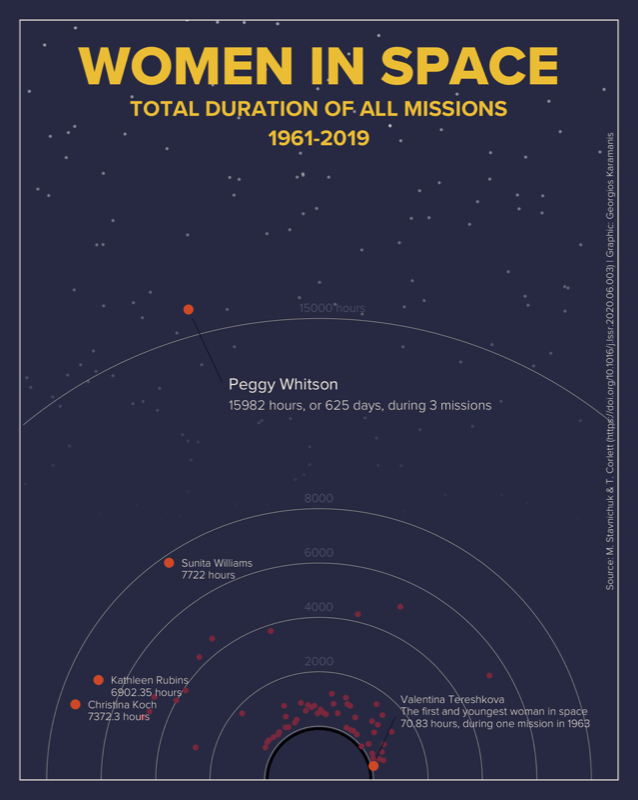 WOMEN IN SPACE
TOTAL DURATION OF ALL MISSIONS
1961-2019
15000 hours
Peggy Whitson
15982 hours, or 625 days, during 3 missions
8000
6000
Sunita Williams
7722 hours
4000
2000
Kathleen Rubins
6902.35 hours
Christina Koch
7372.3 hours
Valentina Tereshkova
The first and youngest woman in space
70.83 hours, during one mission in 1963
Source: M. Stavnichuk & T. Corlett (https://doi.org/10.1016/j.lssr.2020.06.003) | Graphic: Georgios Karamanis